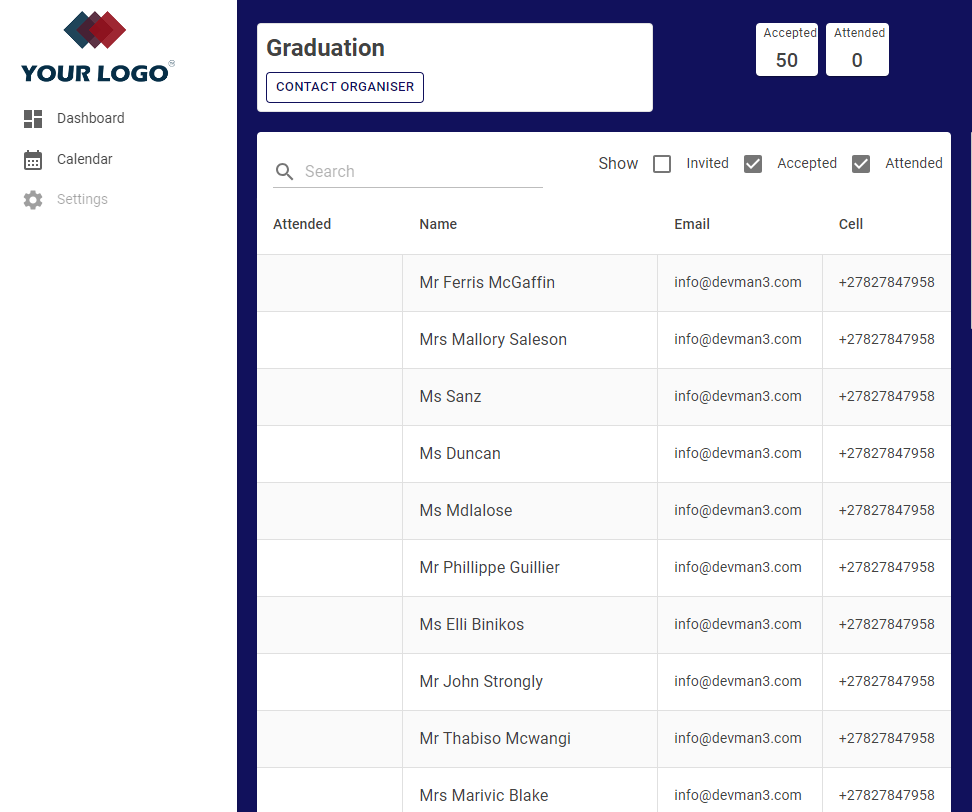 YOUR LOGO®
Dashboard
Calendar
Settings
Graduation
CONTACT ORGANISER
Accepted
50
Attended
0
Search
Show Invited Accepted Attended
Attended Name Email Cell
Mr Ferris McGaffin info@devman3.com +27827847958
Mrs Mallory Saleson info@devman3.com +27827847958
Ms Sanz info@devman3.com +27827847958
Ms Duncan info@devman3.com +27827847958
Ms Mdlalose info@devman3.com +27827847958
Mr Phillippe Guillier info@devman3.com +27827847958
Ms Elli Binikos info@devman3.com +27827847958
Mr John Strongly info@devman3.com +27827847958
Mr Thabiso Mcwangi info@devman3.com +27827847958
Mrs Marivic Blake info@devman3.com +27827847958